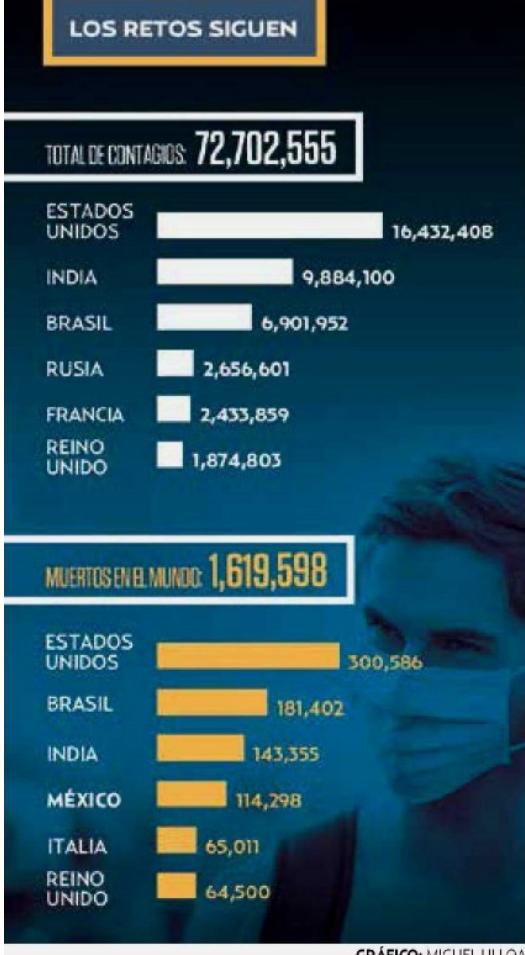 LOS RETOS SIGUEN
TOTAL DE CONTAGIOS: 72,702,555
ESTADOS
UNIDOS
16,432,408
INDIA 9,884,100
BRASIL 6,901,952
RUSIA 2,656,601
FRANCIA 2,433,859
REINO
UNIDO
1,874,803
MUERTOS EN EL MUNDO: 1,619,598
ESTADOS
UNIDOS
300,586
BRASIL 181,402
INDIA 143,355
MÉXICO 114,298
ITALIA 65,011
REINO
UNIDO
64,500
GRÁFICO: MIGUEL ULLOA